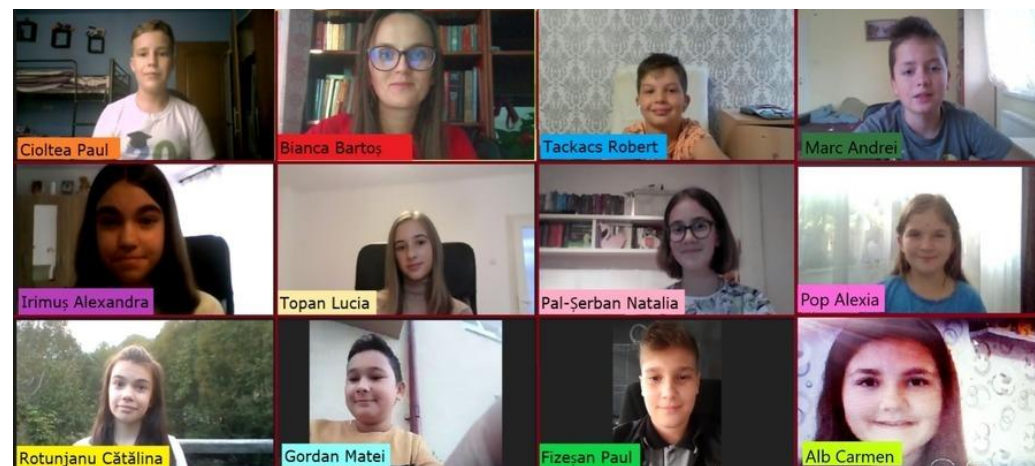 Cioltea Paul
Bianca Bartoș
Tackacs Robert
Marc Andrei
Irimuș Alexandra
Topan Lucia
Pal-Șerban Natalia
Pop Alexia
Rotunjanu Cătălina
Gordan Matei
Fizeșan Paul
Alb Carmen